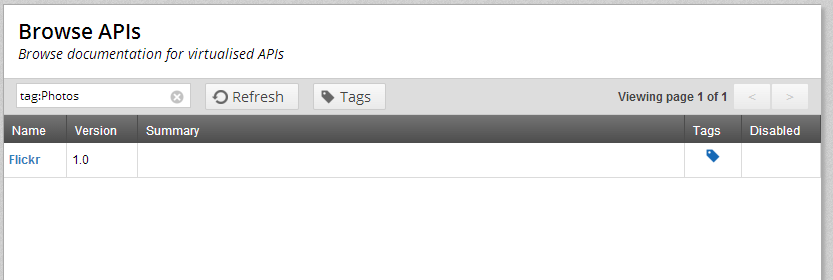 Browse APIs
Browse documentation for virtualised APIs
tag:Photos Refresh Tags Viewing page 1 of 1 < >
Name Version Summary Tags Disabled
Flickr 1.0